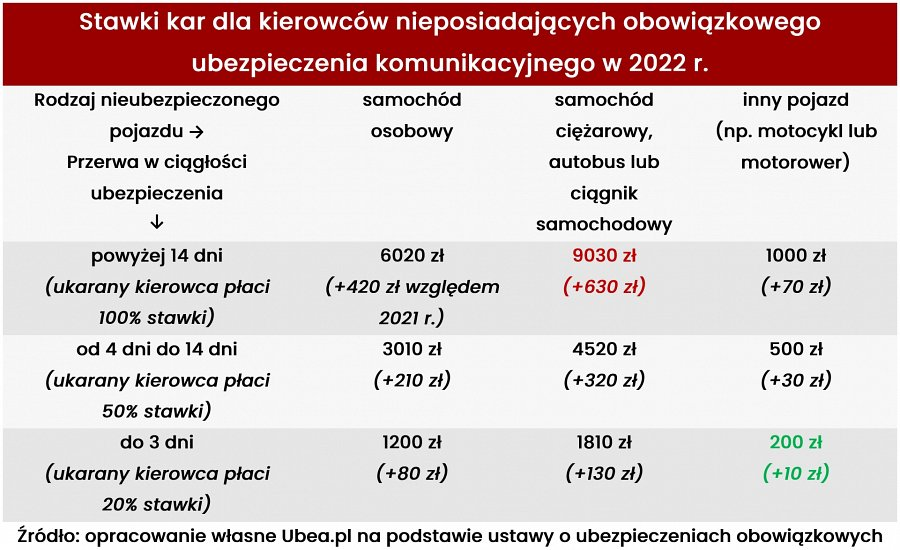 Stawki kar dla kierowców nieposiadających obowiązkowego
ubezpieczenia komunikacyjnego w 2022 r.
Rodzaj nieubezpieczonego
pojazdu →
Przerwa w ciągłości
ubezpieczenia
↓
samochód
osobowy
samochód
ciężarowy,
autobus lub
ciągnik
samochodowy
inny pojazd
(np. motocykl lub
motorower)
powyżej 14 dni
(ukarany kierowca płaci
100% stawki)
6020 zł
(+420 zł względem
2021 r.)
9030 zł
(+630 zł)
1000 zł
(+70 zł)
od 4 dni do 14 dni
(ukarany kierowca płaci
50% stawki)
3010 zł
(+210 zł)
4520 zł
(+320 zł)
500 zł
(+30 zł)
do 3 dni
(ukarany kierowca płaci
20% stawki)
1200 zł
(+80 zł)
1810 zł
(+130 zł)
200 zł
(+10 zł)
Źródło: opracowanie własne Ubea.pl na podstawie ustawy o ubezpieczeniach obowiązkowych